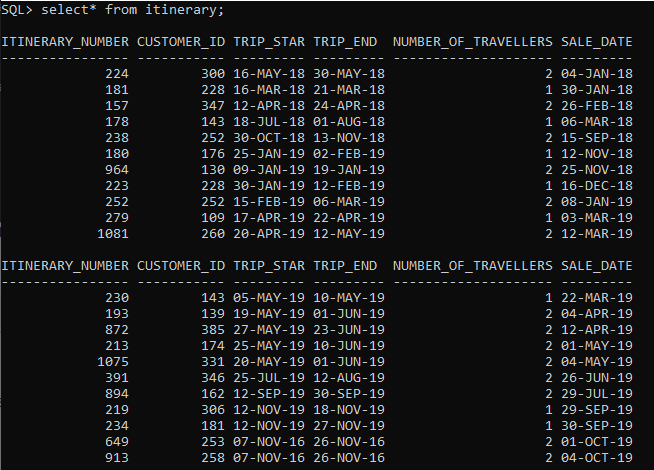 SQL> select* from itinerary;
ITINERARY_NUMBER CUSTOMER_ID TRIP_STAR TRIP_END  NUMBER_OF_TRAVELLERS SALE_DATE
---------------- ----------- --------- --------- -------------------- ---------
             224         300 16-MAY-18 30-MAY-18                    2 04-JAN-18
             181         228 16-MAR-18 21-MAR-18                    1 30-JAN-18
             157         347 12-APR-18 24-APR-18                    2 26-FEB-18
             178         143 18-JUL-18 01-AUG-18                    1 06-MAR-18
             238         252 30-OCT-18 13-NOV-18                    2 15-SEP-18
             180         176 25-JAN-19 02-FEB-19                    1 12-NOV-18
             964         130 09-JAN-19 19-JAN-19                    2 25-NOV-18
             223         228 30-JAN-19 12-FEB-19                    1 16-DEC-18
             252         252 15-FEB-19 06-MAR-19                    2 08-JAN-19
             279         109 17-APR-19 22-APR-19                    1 03-MAR-19
            1081         260 20-APR-19 12-MAY-19                    2 12-MAR-19
ITINERARY_NUMBER CUSTOMER_ID TRIP_STAR TRIP_END  NUMBER_OF_TRAVELLERS SALE_DATE
---------------- ----------- --------- --------- -------------------- ---------
             230         143 05-MAY-19 10-MAY-19                    1 22-MAR-19
             193         139 19-MAY-19 01-JUN-19                    2 04-APR-19
             872         385 27-MAY-19 23-JUN-19                    2 12-APR-19
             213         174 25-MAY-19 10-JUN-19                    2 01-MAY-19
            1075         331 20-MAY-19 01-JUN-19                    2 04-MAY-19
             391         346 25-JUL-19 12-AUG-19                    2 26-JUN-19
             894         162 12-SEP-19 30-SEP-19                    2 29-JUL-19
             219         306 12-NOV-19 18-NOV-19                    1 29-SEP-19
             234         181 12-NOV-19 27-NOV-19                    1 30-SEP-19
             649         253 07-NOV-16 26-NOV-16                    2 01-OCT-19
             913         258 07-NOV-16 26-NOV-16                    2 04-OCT-19